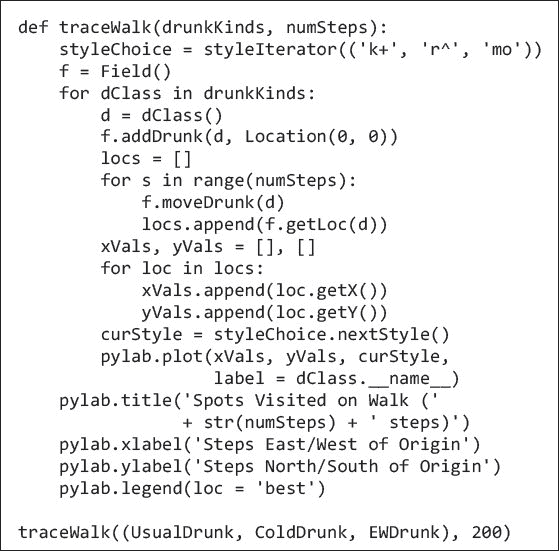 def traceWalk(drunkKinds, numSteps):
    styleChoice = styleIterator(('k+', 'r^', 'mo'))
    f = Field()
    for dClass in drunkKinds:
        d = dClass()
        f.addDrunk(d, Location(0, 0))
        locs = []
        for s in range(numSteps):
            f.moveDrunk(d)
            locs.append(f.getLoc(d))
        xVals, yVals = [], []
        for loc in locs:
            xVals.append(loc.getX())
            yVals.append(loc.getY())
        curStyle = styleChoice.nextStyle()
        pylab.plot(xVals, yVals, curStyle,
                   label = dClass.__name__)
    pylab.title('Spots Visited on Walk ('
                + str(numSteps) + ' steps)')
    pylab.xlabel('Steps East/West of Origin')
    pylab.ylabel('Steps North/South of Origin')
    pylab.legend(loc = 'best')

traceWalk((UsualDrunk, ColdDrunk, EWDrunk), 200)